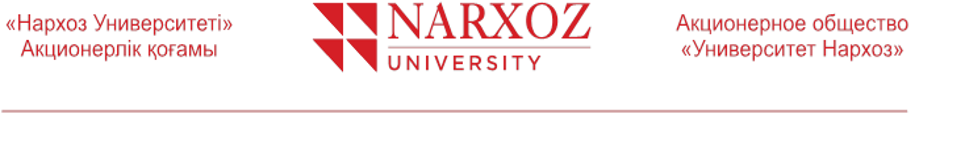 «Нархоз Университеті»
Акционерлік қоғамы
NARXOZ
UNIVERSITY
Акционерное общество
«Университет Нархоз»